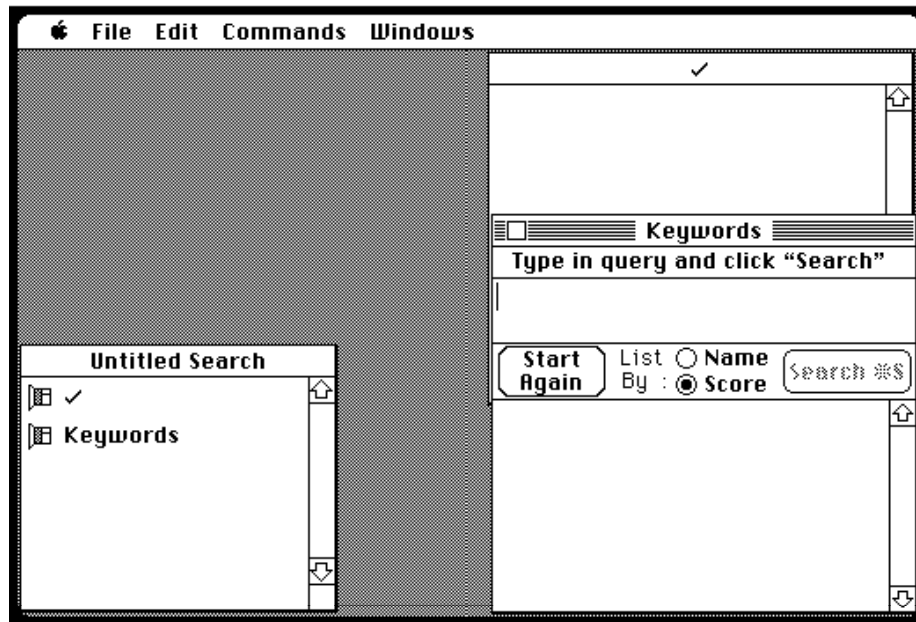 File Edit Commands Windows
✓
Keywords
Type in query and click “Search”
Start Again
List By :
Name
Score
Search ⌘S
Untitled Search
✓
Keywords